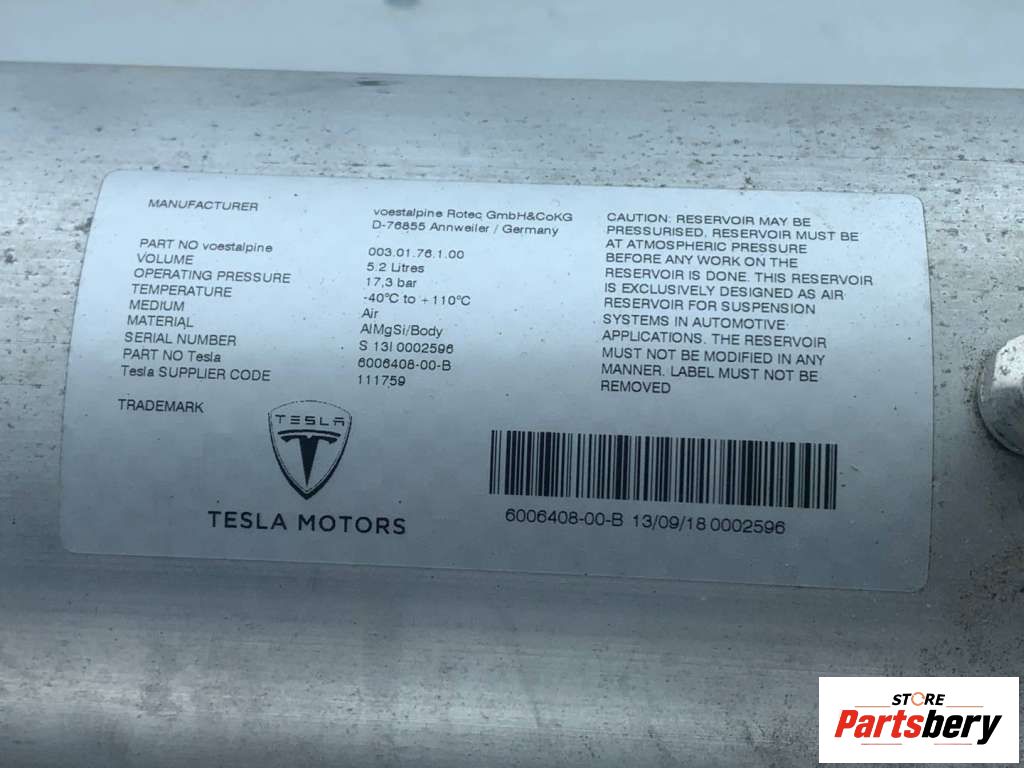 MANUFACTURER voestalpine Rotec GmbH&CoKG
D-76855 Annweiler / Germany
PART NO voestalpine 003.01.76.1.00
VOLUME 5.2 Litres
OPERATING PRESSURE 17,3 bar
TEMPERATURE -40°C to +110°C
MEDIUM Air
MATERIAL AlMgSi/Body
SERIAL NUMBER S 13I 0002596
PART NO Tesla 6006408-00-B
Tesla SUPPLIER CODE 111759
TRADEMARK
TESLA
TESLA MOTORS
CAUTION: RESERVOIR MAY BE
PRESSURISED. RESERVOIR MUST BE
AT ATMOSPHERIC PRESSURE
BEFORE ANY WORK ON THE
RESERVOIR IS DONE. THIS RESERVOIR
IS EXCLUSIVELY DESIGNED AS AIR
RESERVOIR FOR SUSPENSION
SYSTEMS IN AUTOMOTIVE
APPLICATIONS. THE RESERVOIR
MUST NOT BE MODIFIED IN ANY
MANNER. LABEL MUST NOT BE
REMOVED
6006408-00-B 13/09/18 0002596
STORE
Partsbery